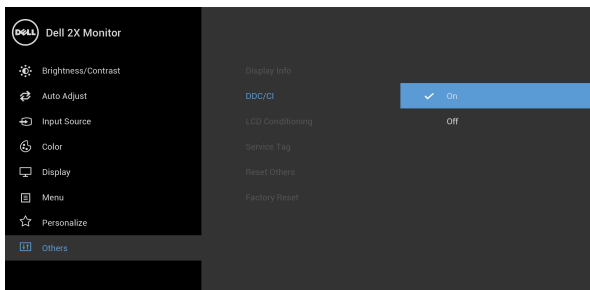 DELL
Dell 2X Monitor
Brightness/Contrast
Auto Adjust
Input Source
Color
Display
Menu
Personalize
Others
Display Info
DDC/CI
LCD Conditioning
Service Tag
Reset Others
Factory Reset
On
Off